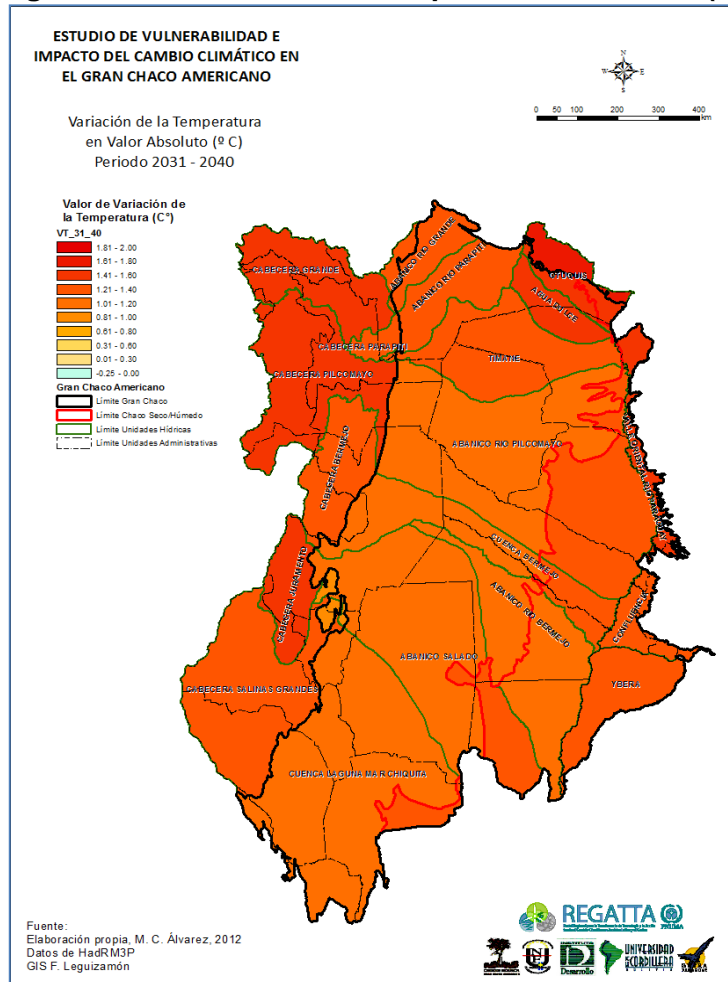 ESTUDIO DE VULNERABILIDAD E
IMPACTO DEL CAMBIO CLIMÁTICO EN
EL GRAN CHACO AMERICANO
Variación de la Temperatura
en Valor Absoluto (º C)
Periodo 2031 - 2040
N
W
E
S
0 50 100 200 300 400
km
Valor de Variación de
la Temperatura (C°)
VT_31_40
1.81 - 2.00
1.61 - 1.80
1.41 - 1.60
1.21 - 1.40
1.01 - 1.20
0.81 - 1.00
0.61 - 0.80
0.31 - 0.60
0.01 - 0.30
-0.25 - 0.00
Gran Chaco Americano
Límite Gran Chaco
Límite Chaco Seco/Húmedo
Límite Unidades Hídricas
Límite Unidades Administrativas
CABECERA GRANDE
ABANICO RIO GRANDE
ABANICO RIO PARAPITI
OTUQUIS
AGUA DULCE
CABECERA PARAPITI
TIMANE
CABECERA PILCOMAYO
ABANICO RIO PILCOMAYO
CABECERA BERMEJO
CUENCA BERMEJO
CABECERA JURAMENTO
ABANICO RIO BERMEJO
CONFLUENCIA
ABANICO SALADO
YBERA
CABECERA SALINAS GRANDES
CUENCA LAGUNA MAR CHIQUITA
Fuente:
Elaboración propia, M. C. Álvarez, 2012
Datos de HadRM3P
GIS F. Leguizamón
REGATTA
PNUMA
Desarrollo
UNIVERSIDAD
CORDILLERA
BOLIVIA